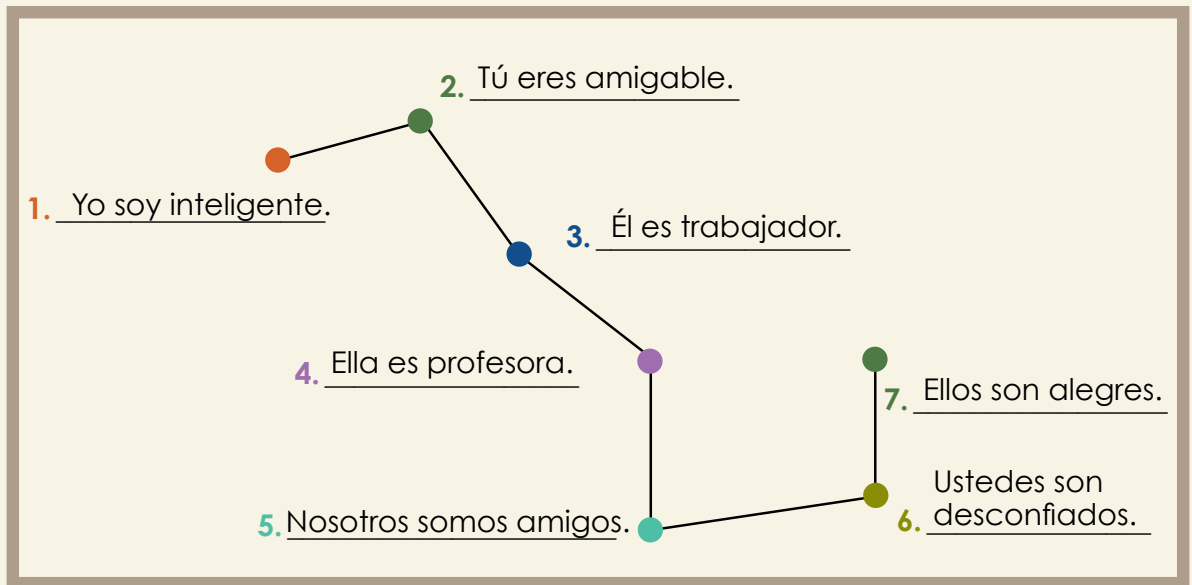 2. Tú eres amigable.
1. Yo soy inteligente.
3. Él es trabajador.
4. Ella es profesora.
7. Ellos son alegres.
5. Nosotros somos amigos.
6. Ustedes son
desconfiados.